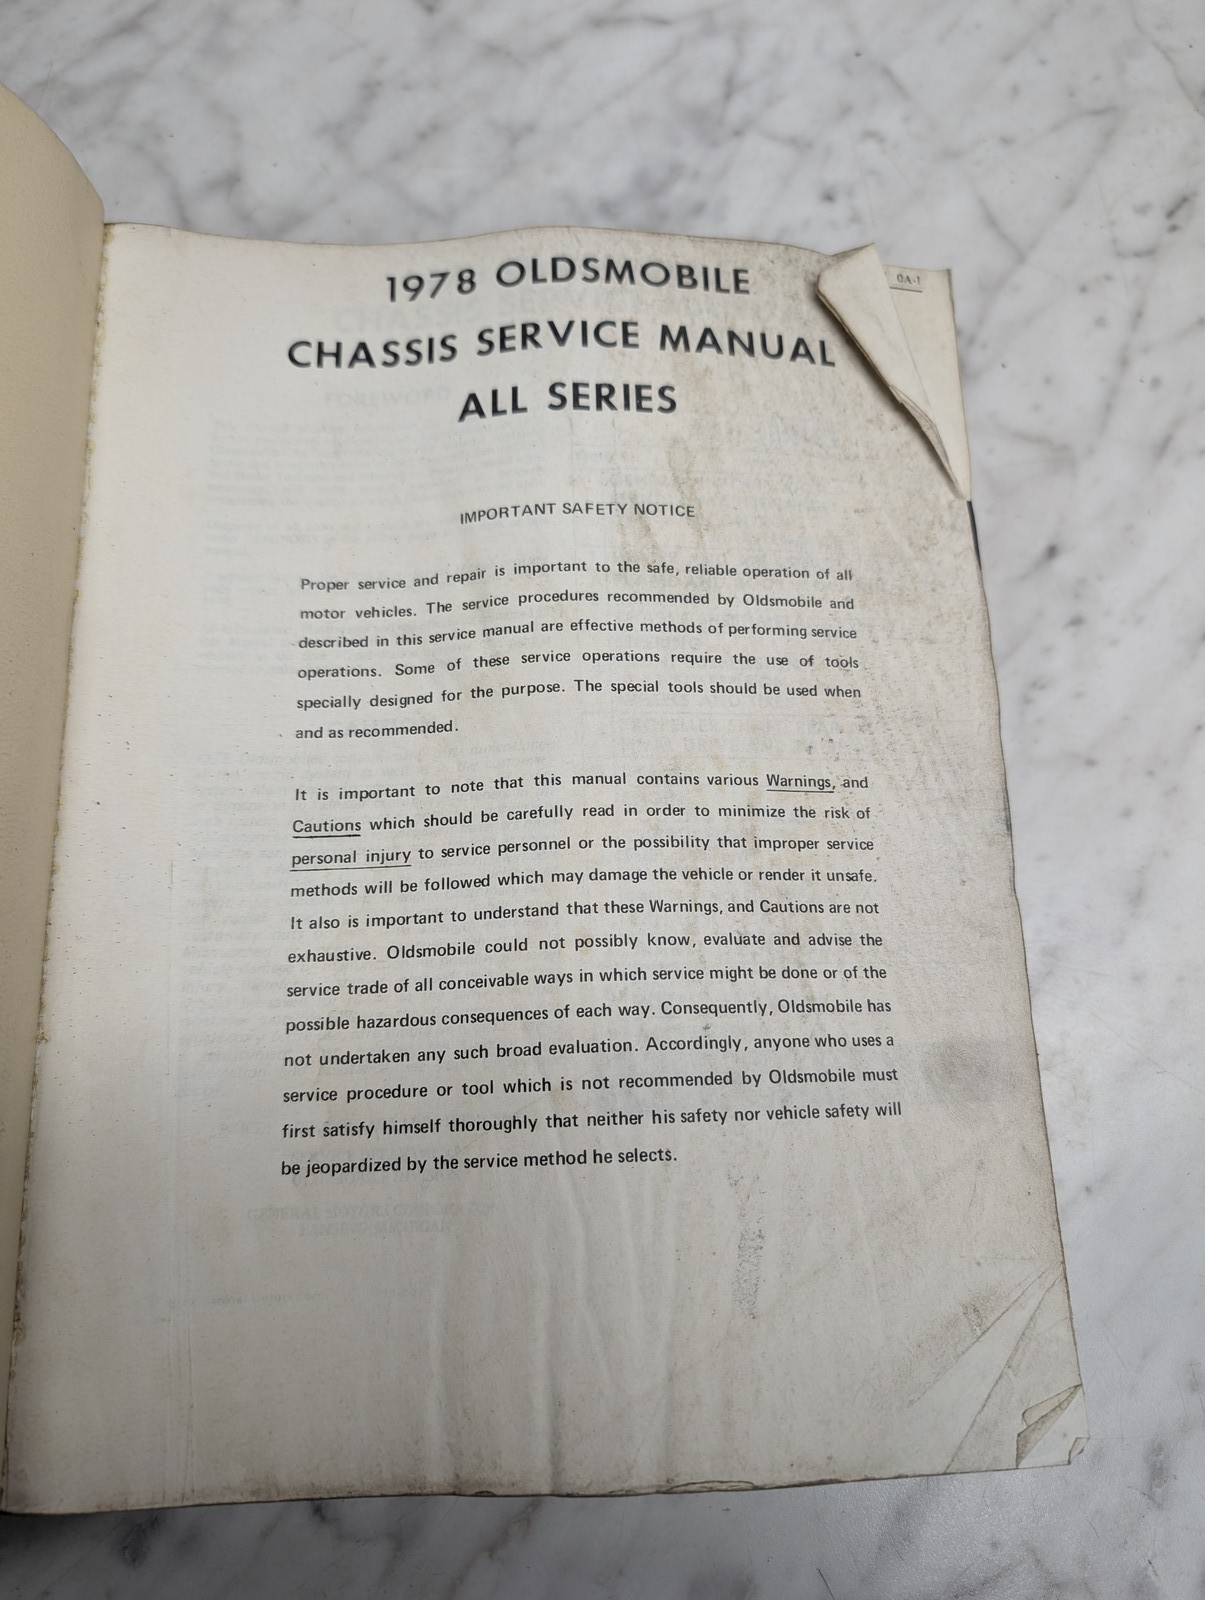 1978 OLDSMOBILE
CHASSIS SERVICE MANUAL
ALL SERIES
0A-1
IMPORTANT SAFETY NOTICE
Proper service and repair is important to the safe, reliable operation of all
motor vehicles. The service procedures recommended by Oldsmobile and
described in this service manual are effective methods of performing service
operations. Some of these service operations require the use of tools
specially designed for the purpose. The special tools should be used when
and as recommended.
It is important to note that this manual contains various Warnings, and
Cautions which should be carefully read in order to minimize the risk of
personal injury to service personnel or the possibility that improper service
methods will be followed which may damage the vehicle or render it unsafe.
It also is important to understand that these Warnings, and Cautions are not
exhaustive. Oldsmobile could not possibly know, evaluate and advise the
service trade of all conceivable ways in which service might be done or of the
possible hazardous consequences of each way. Consequently, Oldsmobile has
not undertaken any such broad evaluation. Accordingly, anyone who uses a
service procedure or tool which is not recommended by Oldsmobile must
first satisfy himself thoroughly that neither his safety nor vehicle safety will
be jeopardized by the service method he selects.